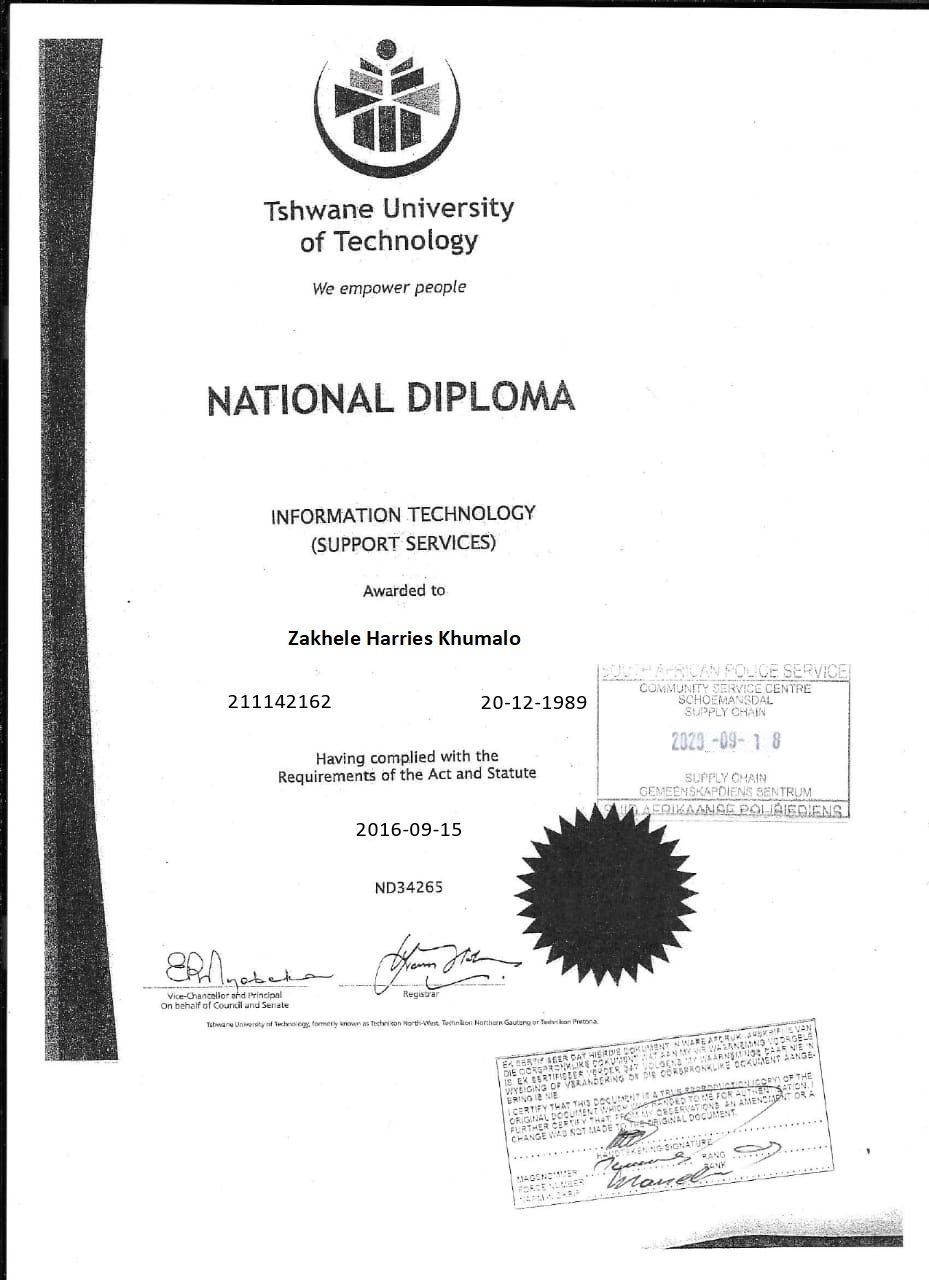 Tshwane University
of Technology
We empower people
NATIONAL DIPLOMA
INFORMATION TECHNOLOGY
(SUPPORT SERVICES)
Awarded to
Zakhele Harries Khumalo
211142162 20-12-1989
SOUTH AFRICAN POLICE SERVICE
COMMUNITY SERVICE CENTRE
SCHOEMANSDAL
SUPPLY CHAIN
-09- 1 8
SUPPLY CHAIN
GEMEENSKAPDIENS SENTRUM
SUID AFRIKAANSE POLISIEDIENS
Having complied with the
Requirements of the Act and Statute
2016-09-15
ND34265
Vice-Chancellor and Principal
On behalf of Council and Senate
Registrar
Tshwane University of Technology, formerly known as Technikon North-West, Technikon Northern Gauteng or Technikon Pretoria.
EK SERTIFISEER DAT HIERDIE DOKUMENT 'N WARE AFDRUK (AFSKRIF) IS VAN
DIE OORSPRONKLIKE DOKUMENT WAT AAN MY VIR WAARNEMING VOORGELE
IS. EK SERTIFISEER VERDER DAT VOLGENS MY WAARNEMINGS DAAR NIE 'N
WYSIGING OF VERANDERING OP DIE OORSPRONKLIKE DOKUMENT AANGE-
BRING IS NIE.
I CERTIFY THAT THIS DOCUMENT IS A TRUE REPRODUCTION (COPY) OF THE
ORIGINAL DOCUMENT WHICH WAS HANDED TO ME FOR AUTHENTICATION. I
FURTHER CERTIFY THAT, FROM MY OBSERVATIONS, AN AMENDMENT OR A
CHANGE WAS NOT MADE TO THE ORIGINAL DOCUMENT.
HANDTEKENING-SIGNATURE
MAGSNOMMER RANG
FORCE NUMBER RANK